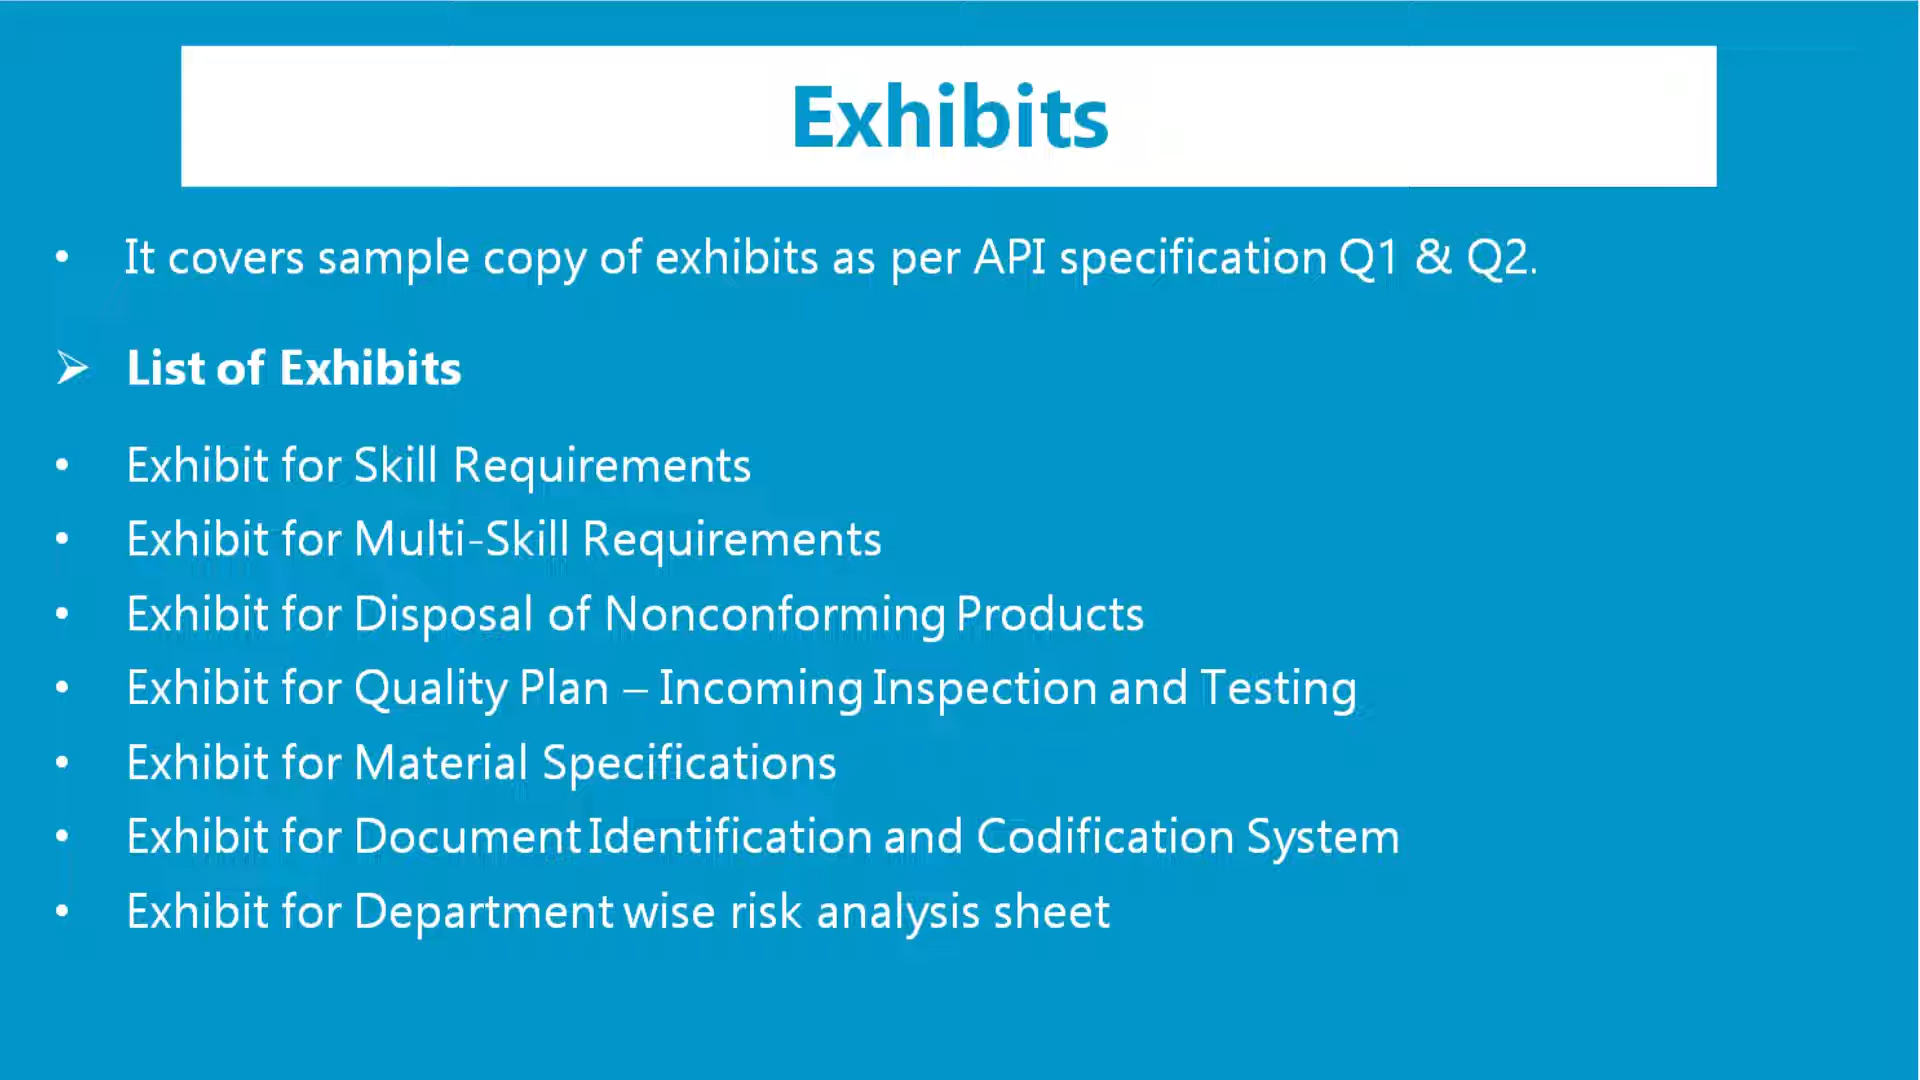 Exhibits
• It covers sample copy of exhibits as per API specification Q1 & Q2.
➢ List of Exhibits
• Exhibit for Skill Requirements
• Exhibit for Multi-Skill Requirements
• Exhibit for Disposal of Nonconforming Products
• Exhibit for Quality Plan – Incoming Inspection and Testing
• Exhibit for Material Specifications
• Exhibit for Document Identification and Codification System
• Exhibit for Department wise risk analysis sheet